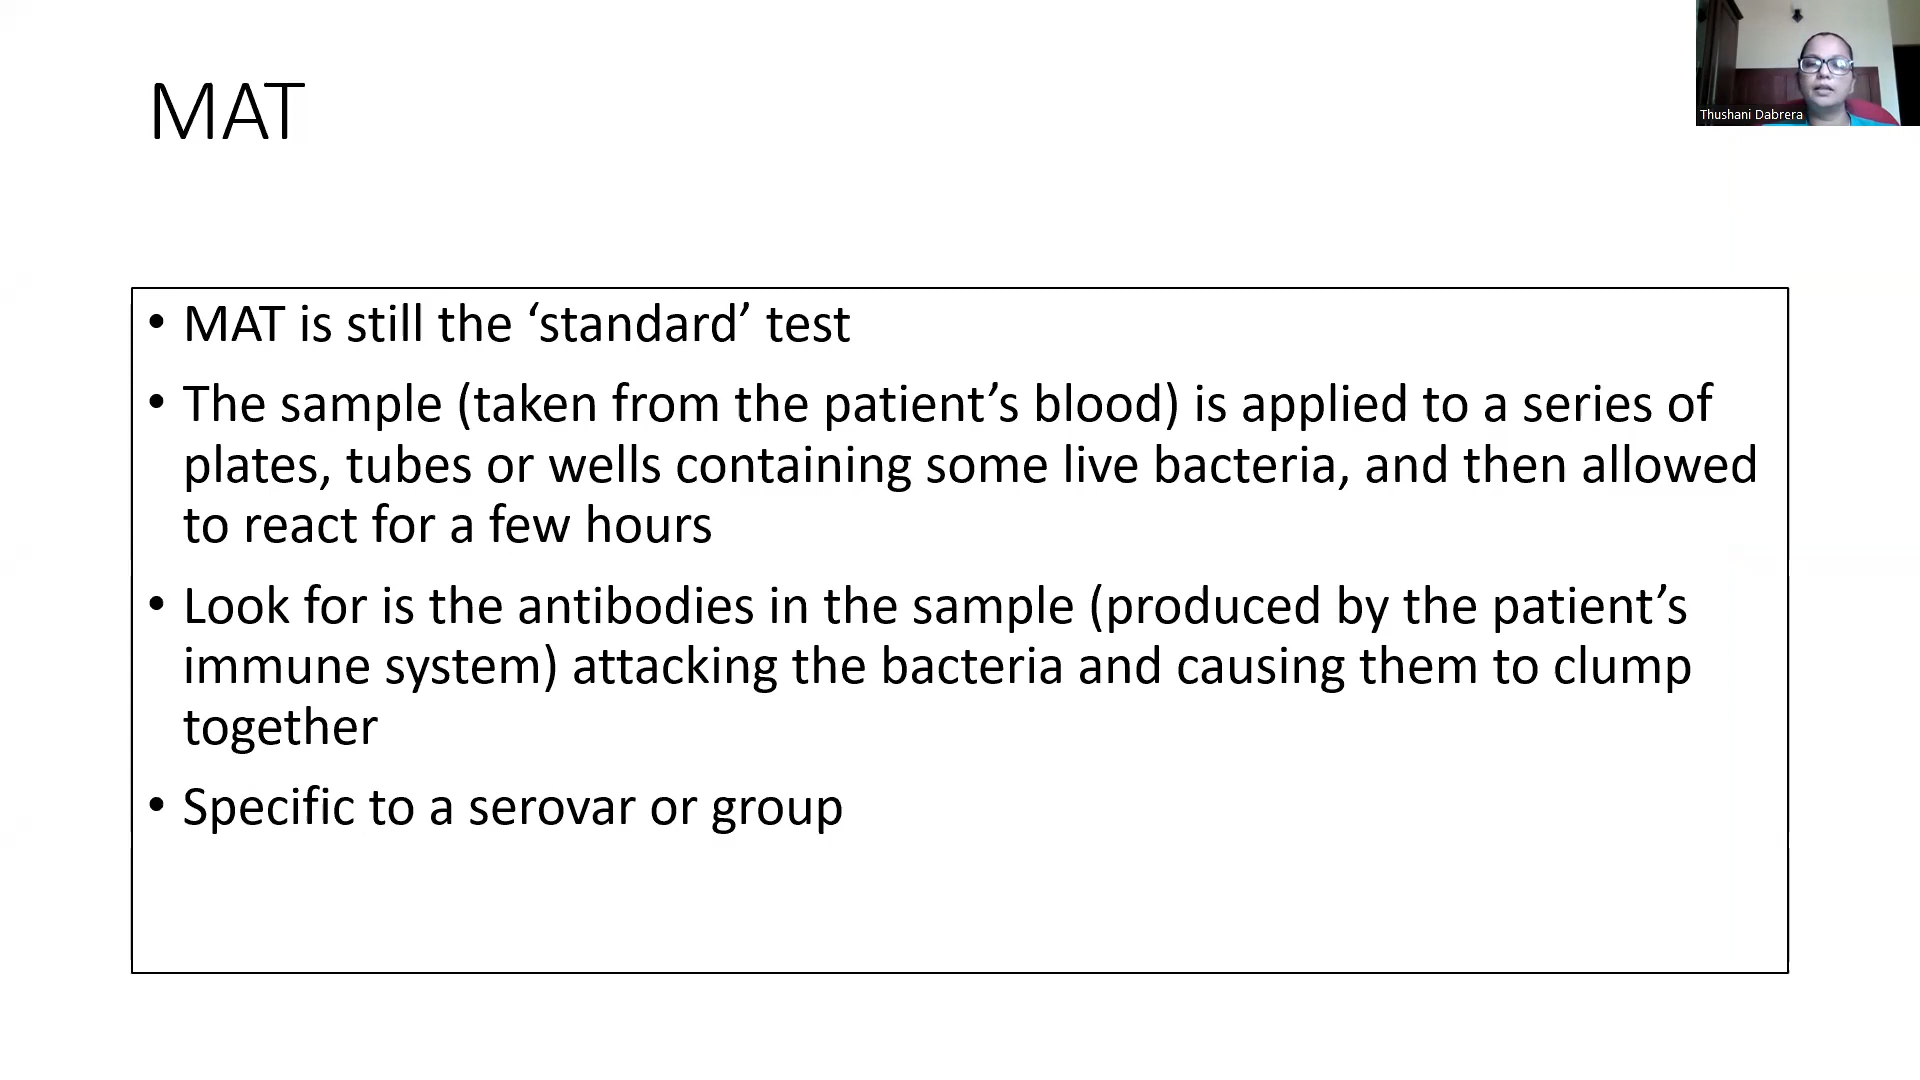 MAT
Thushani Dabrera
• MAT is still the ‘standard’ test
• The sample (taken from the patient’s blood) is applied to a series of
plates, tubes or wells containing some live bacteria, and then allowed
to react for a few hours
• Look for is the antibodies in the sample (produced by the patient’s
immune system) attacking the bacteria and causing them to clump
together
• Specific to a serovar or group